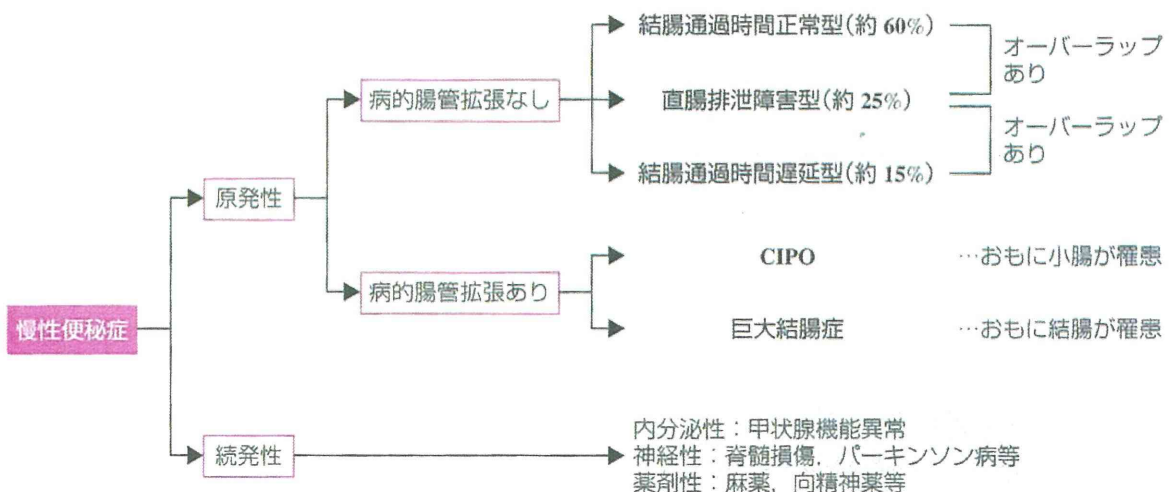 結腸通過時間正常型(約 60%)
オーバーラップ
あり
病的腸管拡張なし
直腸排泄障害型(約 25%)
オーバーラップ
あり
結腸通過時間遅延型(約 15%)
原発性
CIPO
…おもに小腸が罹患
病的腸管拡張あり
慢性便秘症
巨大結腸症
…おもに結腸が罹患
内分泌性：甲状腺機能異常
続発性
神経性：脊髄損傷，パーキンソン病等
薬剤性：麻薬，向精神薬等